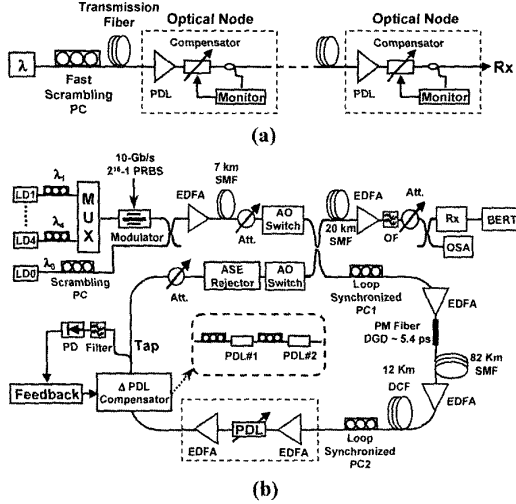 Transmission
Fiber
Optical Node
Optical Node
Compensator
Compensator
λ
Rx
Fast
Scrambling
PC
PDL
Monitor
PDL
Monitor
(a)
10-Gb/s
LD1
λ1
MUX
EDFA
7 km
SMF
Att.
AO
Switch
20 km
SMF
EDFA
OF
Att.
Rx
BERT
OSA
LD4
λ4
Modulator
LD0
λ0
Scrambling
PC
Att.
ASE
Rejector
AO
Switch
Loop
Synchronized
PC1
EDFA
PM Fiber
DGD ~ 5.4 ps
PD
Filter
Tap
PDL#1
PDL#2
82 Km
SMF
Feedback
Δ PDL
Compensator
12 Km
DCF
EDFA
EDFA
PDL
EDFA
Loop
Synchronized
PC2
(b)